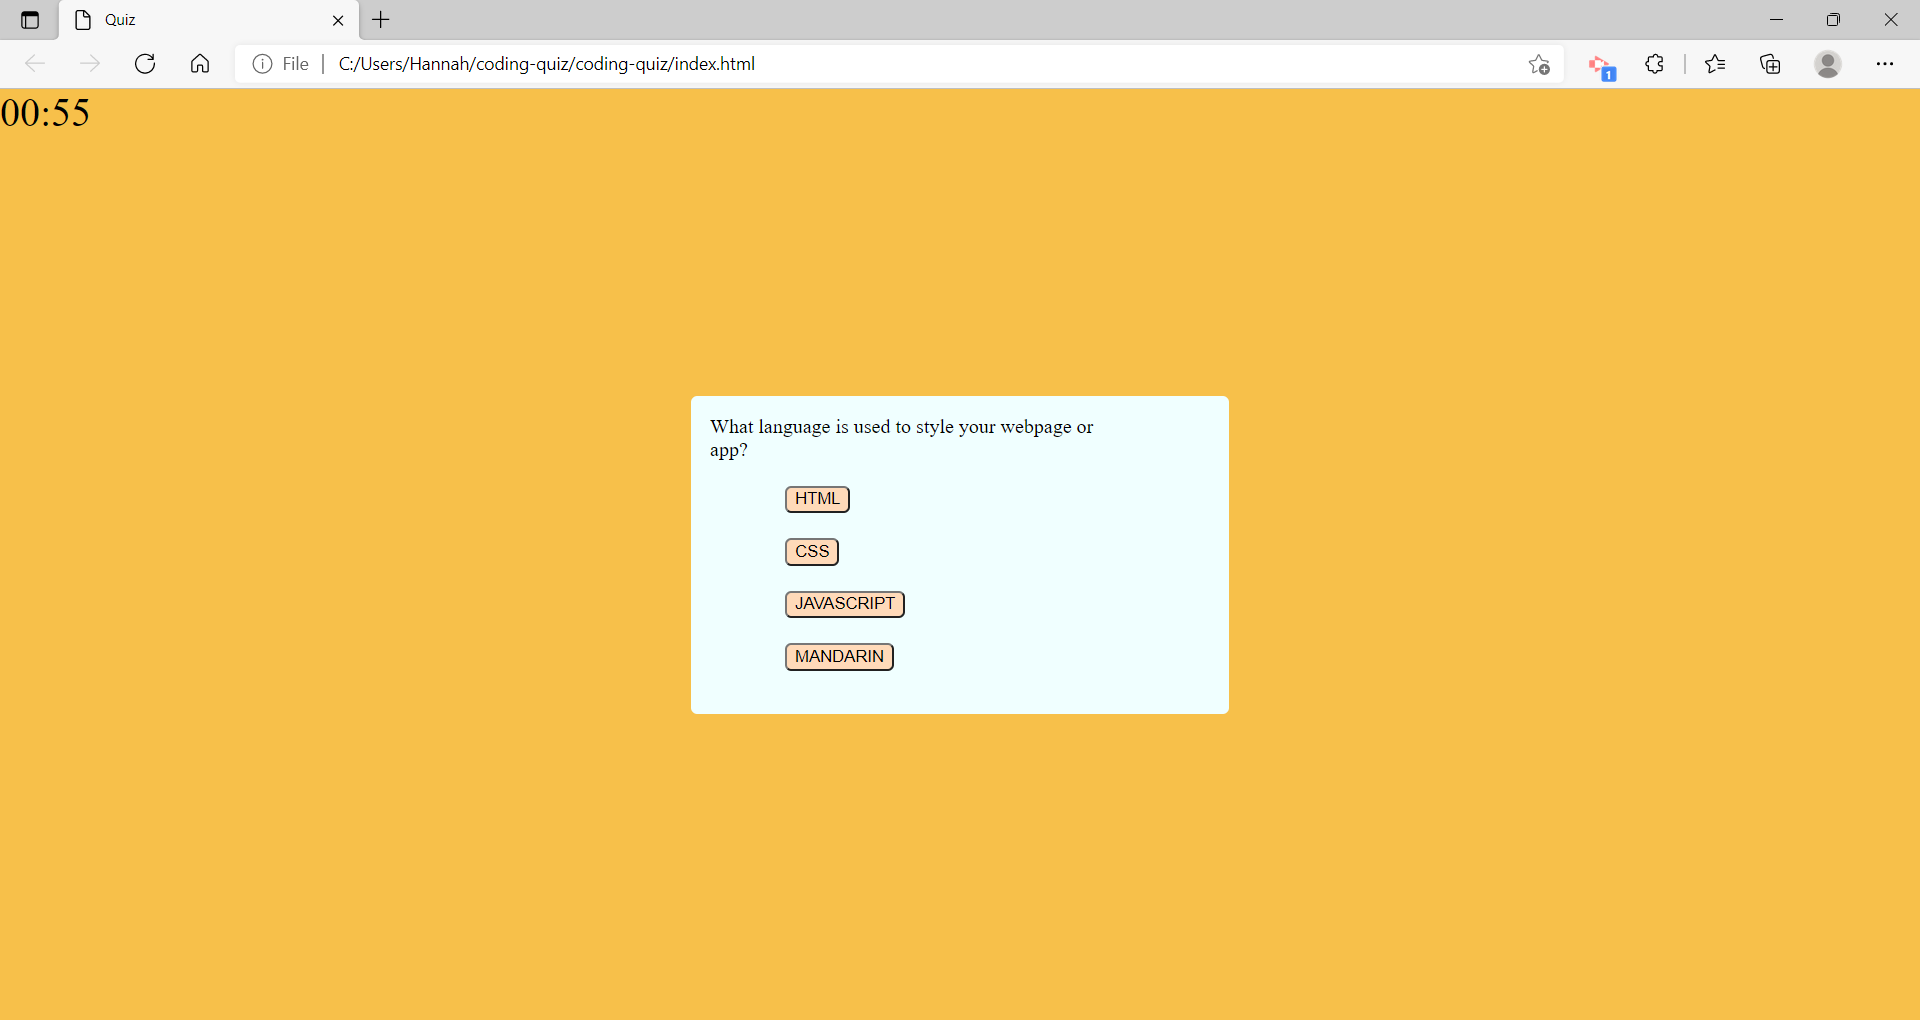 Quiz
File
C:/Users/Hannah/coding-quiz/coding-quiz/index.html
1
00:55
What language is used to style your webpage or
app?
HTML
CSS
JAVASCRIPT
MANDARIN